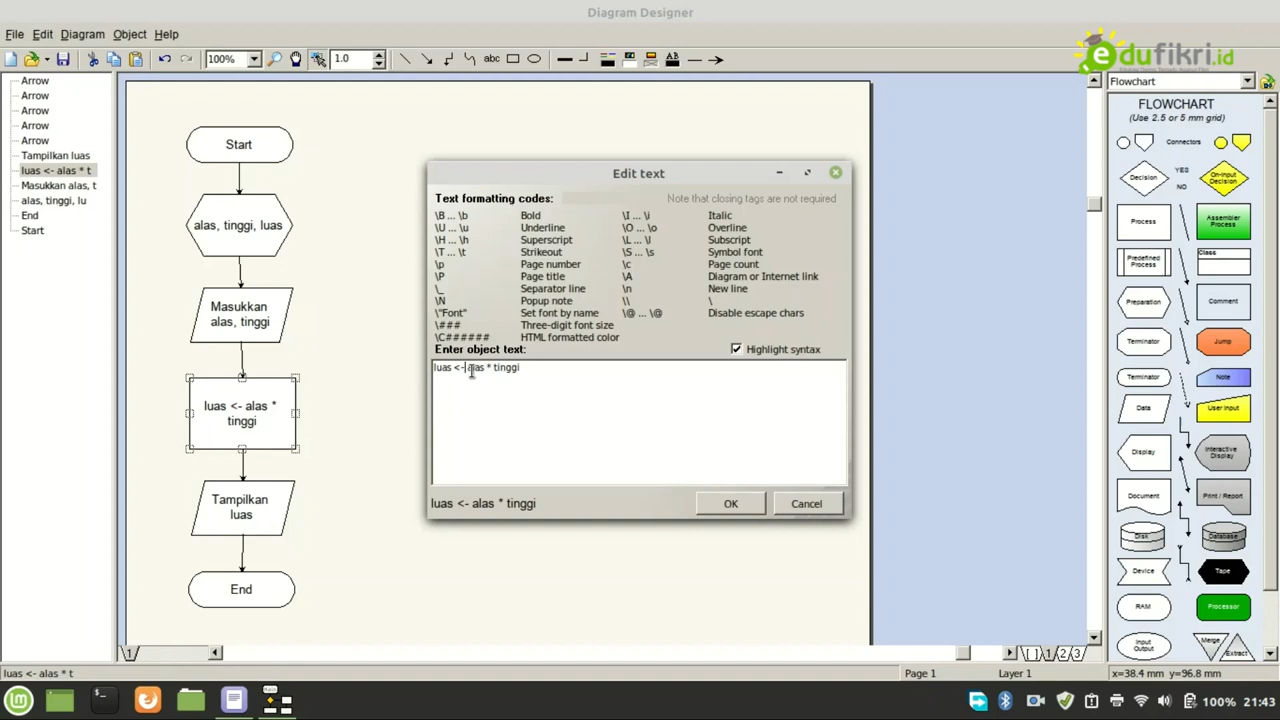 Diagram Designer
File Edit Diagram Object Help
edufikri.id
100%
1.0
abc
AB
Flowchart
Arrow
Arrow
Arrow
Arrow
Arrow
Tampilkan luas
luas <- alas * t
Masukkan alas, t
alas, tinggi, lu
End
Start
Start
alas, tinggi, luas
Masukkan
alas, tinggi
luas <- alas *
tinggi
Tampilkan
luas
End
Edit text
Text formatting codes:
Note that closing tags are not required
\B ... \b Bold \I ... \i Italic
\U ... \u Underline \O ... \o Overline
\H ... \h Superscript \L ... \l Subscript
\T ... \t Strikeout \S ... \s Symbol font
\p Page number \c Page count
\P Page title \A Diagram or Internet link
\_ Separator line \n New line
\N Popup note \\ \
\"Font" Set font by name \@ ... \@ Disable escape chars
\### Three-digit font size
\C###### HTML formatted color
Enter object text:
Highlight syntax
luas <- alas * tinggi
luas <- alas * tinggi
OK
Cancel
FLOWCHART
(Use 2.5 or 5 mm grid)
Connectors
Decision
YES
NO
On-Input
Decision
Process
Assembler
Process
Predefined
Process
Class
Preparation
Comment
Terminator
Jump
Terminator
Note
Data
User Input
Display
Interactive
Display
Document
Print / Report
Disk
Database
Device
Tape
RAM
Processor
Input
Output
Merge
Extract
1
[ ] 1 2 3
luas <- alas * t
Page 1
Layer 1
x=38.4 mm y=96.8 mm
100%
21:43